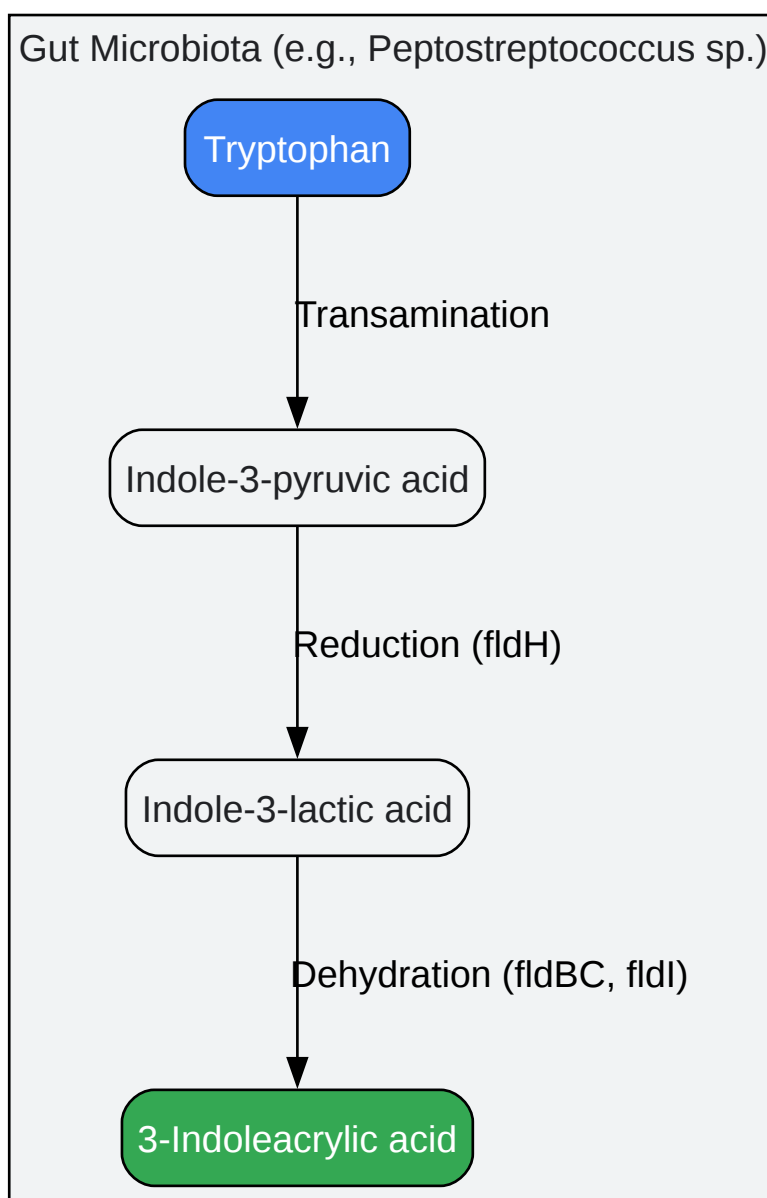 Gut Microbiota (e.g., Peptostreptococcus sp.)
Tryptophan
Transamination
Indole-3-pyruvic acid
Reduction (fldH)
Indole-3-lactic acid
Dehydration (fldBC, fldI)
3-Indoleacrylic acid